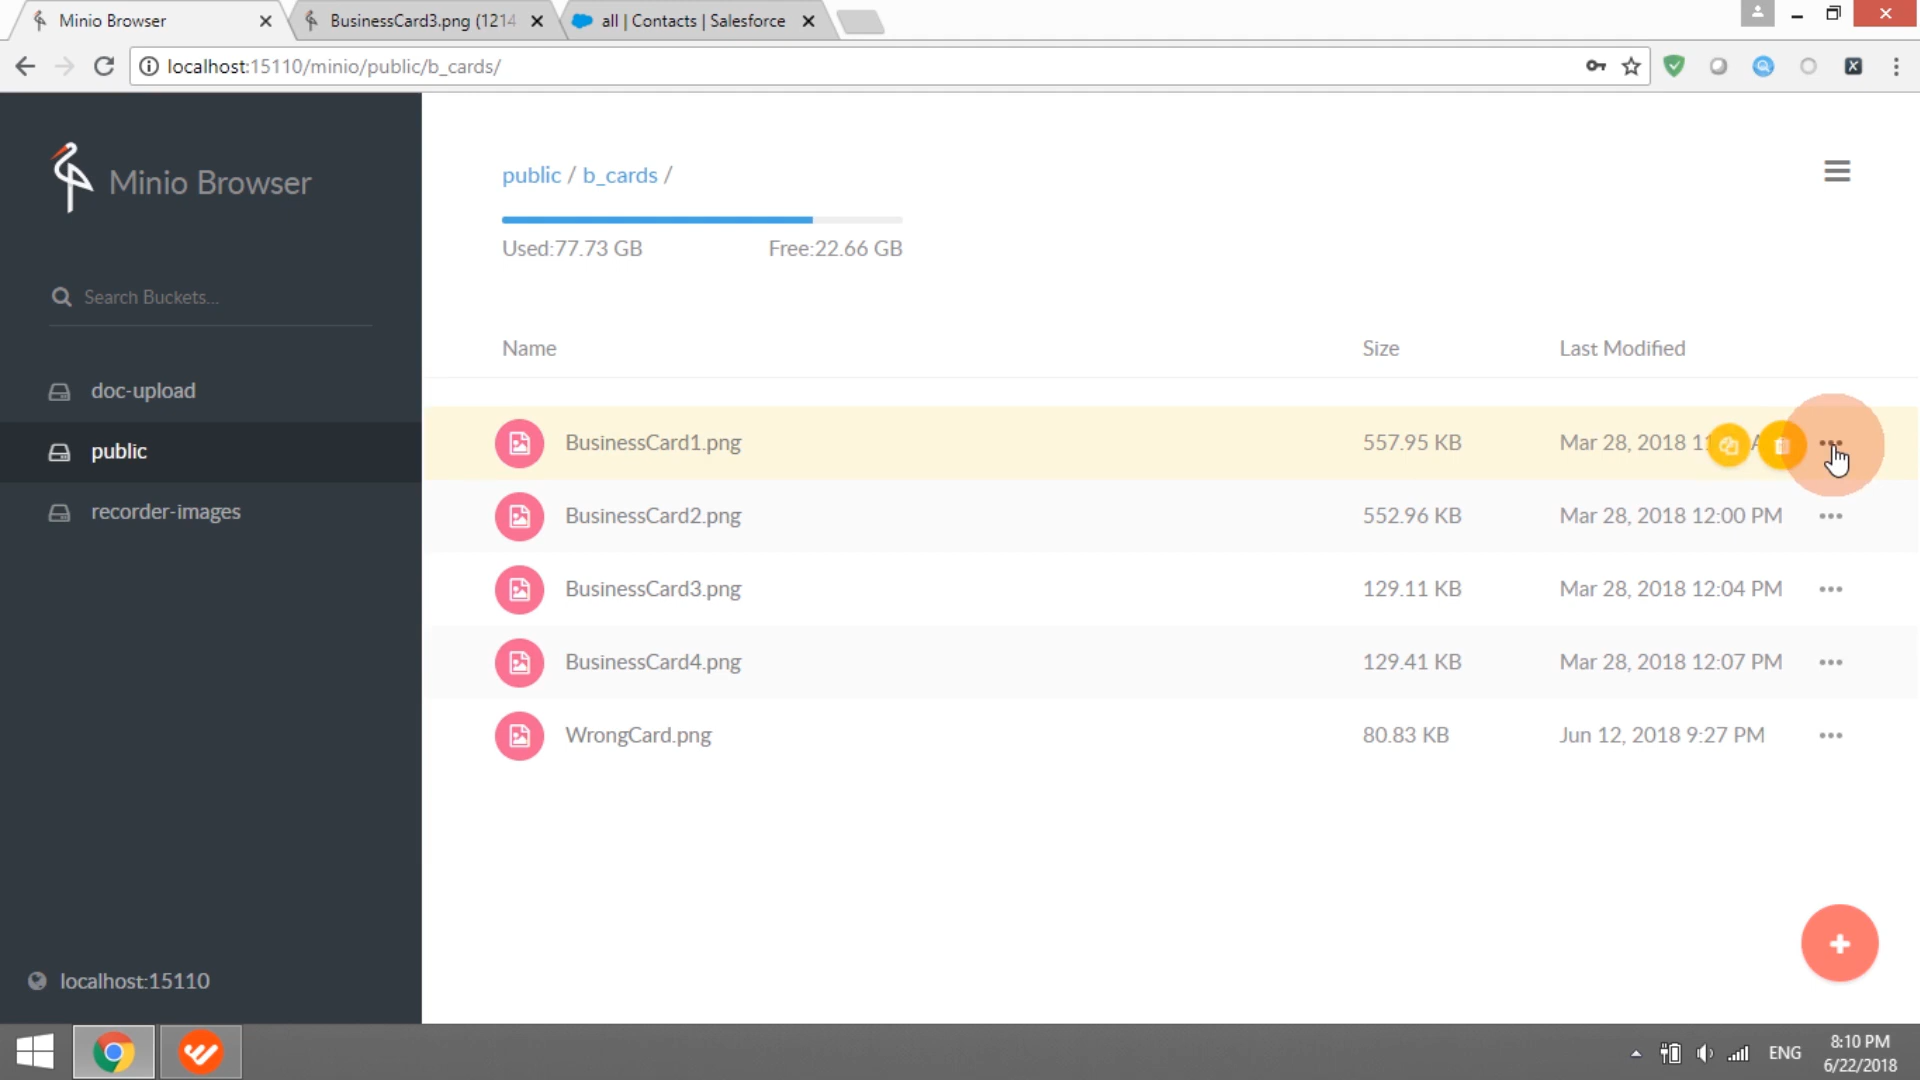 Minio Browser
BusinessCard3.png (1214
all | Contacts | Salesforce
localhost:15110/minio/public/b_cards/
Minio Browser
Search Buckets...
doc-upload
public
recorder-images
localhost:15110
public / b_cards /
Used:77.73 GB Free:22.66 GB
Name Size Last Modified
BusinessCard1.png 557.95 KB Mar 28, 2018
BusinessCard2.png 552.96 KB Mar 28, 2018 12:00 PM
BusinessCard3.png 129.11 KB Mar 28, 2018 12:04 PM
BusinessCard4.png 129.41 KB Mar 28, 2018 12:07 PM
WrongCard.png 80.83 KB Jun 12, 2018 9:27 PM
ENG
8:10 PM
6/22/2018